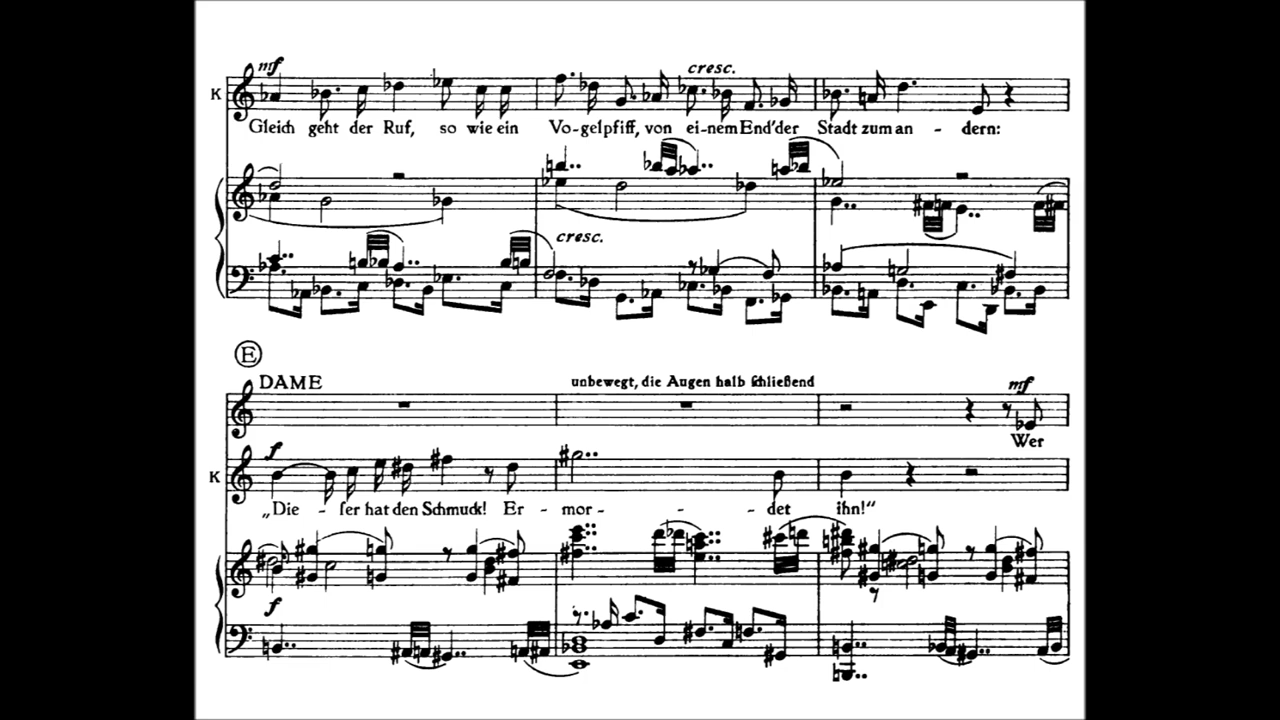 mf
cresc.
K
Gleich geht der Ruf, so wie ein Vo-gelpfiff, von ei-nem End'der Stadt zum an - dern:
cresc.
E
DAME
unbewegt, die Augen halb schließend
mf
Wer
f
K
„Die - ser hat den Schmuck! Er - mor - - det ihn!“
f